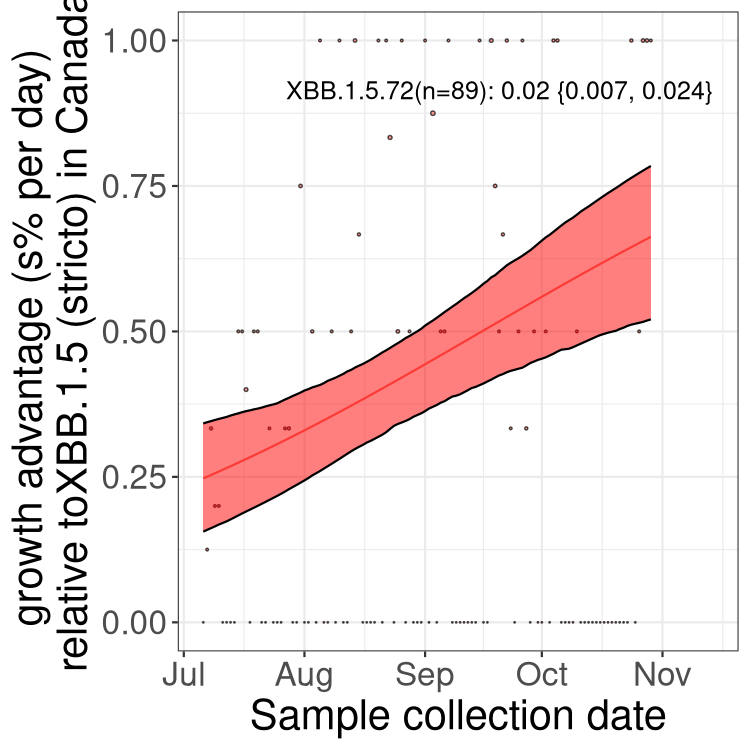 growth advantage (s% per day)
relative toXBB.1.5 (stricto) in Canada
1.00
0.75
0.50
0.25
0.00
XBB.1.5.72(n=89): 0.02 {0.007, 0.024}
Jul Aug Sep Oct Nov
Sample collection date